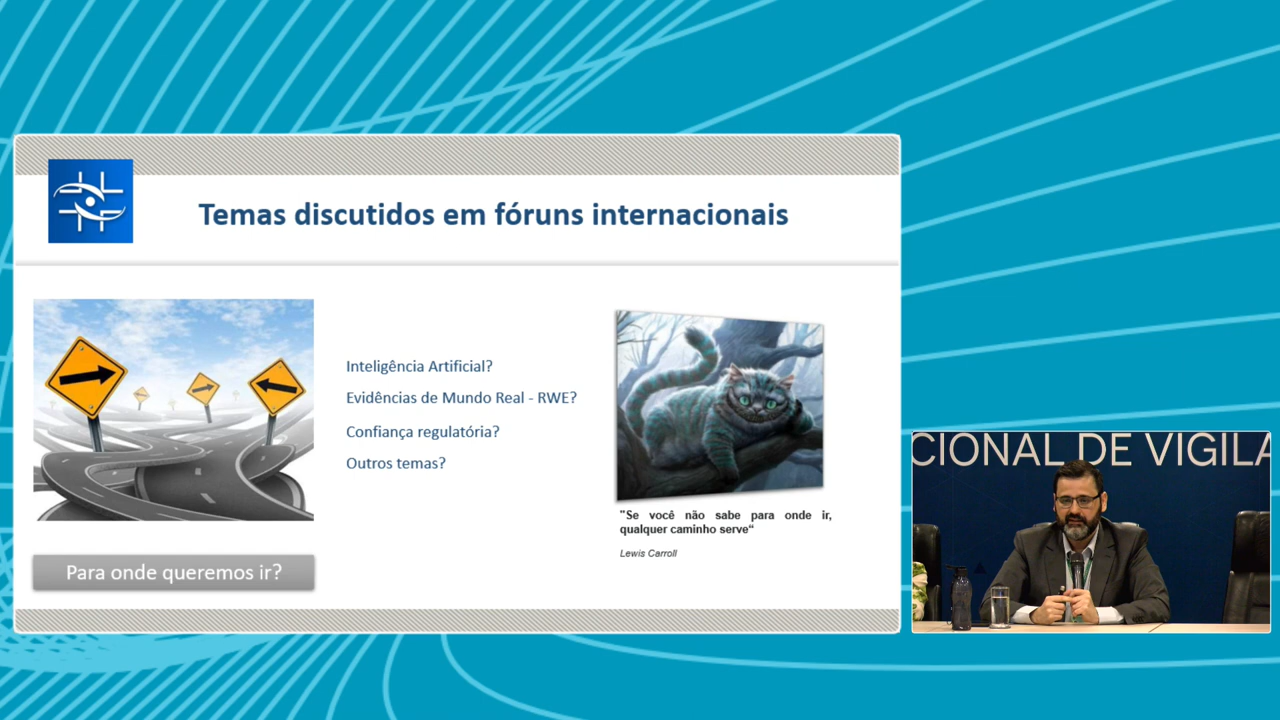 Temas discutidos em fóruns internacionais
Inteligência Artificial?
Evidências de Mundo Real - RWE?
Confiança regulatória?
Outros temas?
"Se você não sabe para onde ir,
qualquer caminho serve“
Lewis Carroll
Para onde queremos ir?
CIONAL DE VIGILA